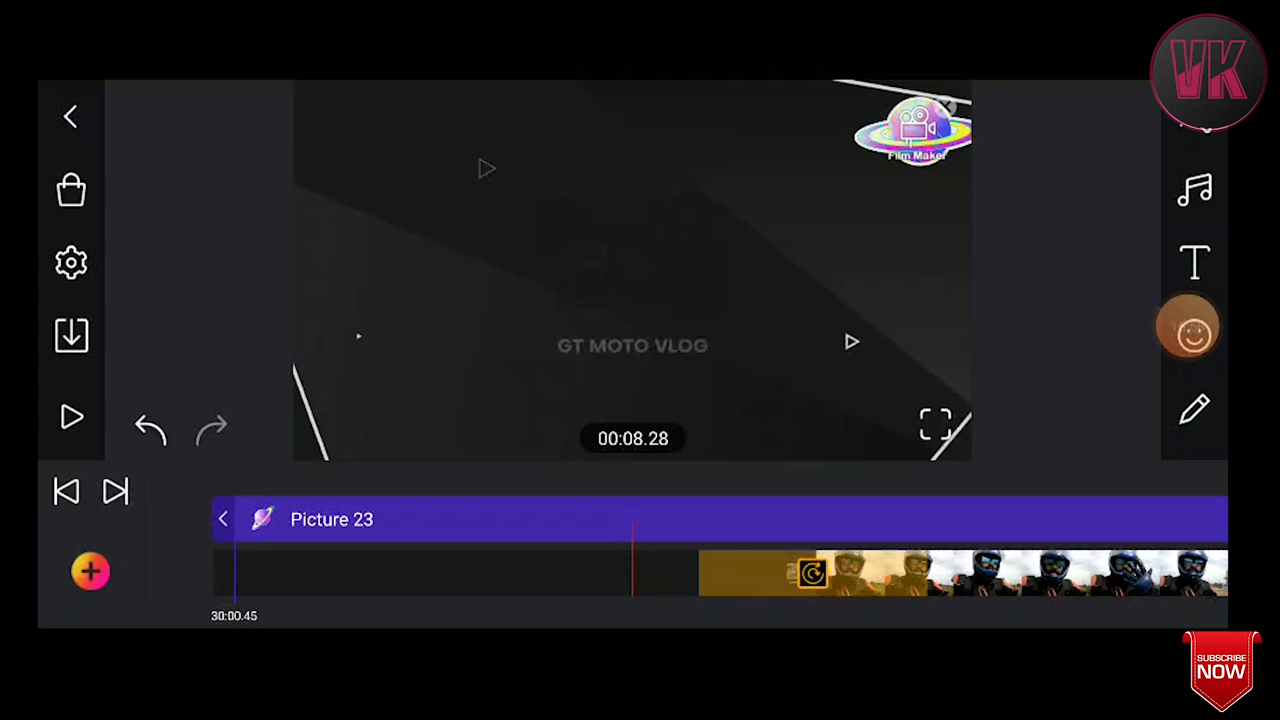 VK
Film Maker
GT MOTO VLOG
00:08.28
Picture 23
30:00.45
SUBSCRIBE
NOW